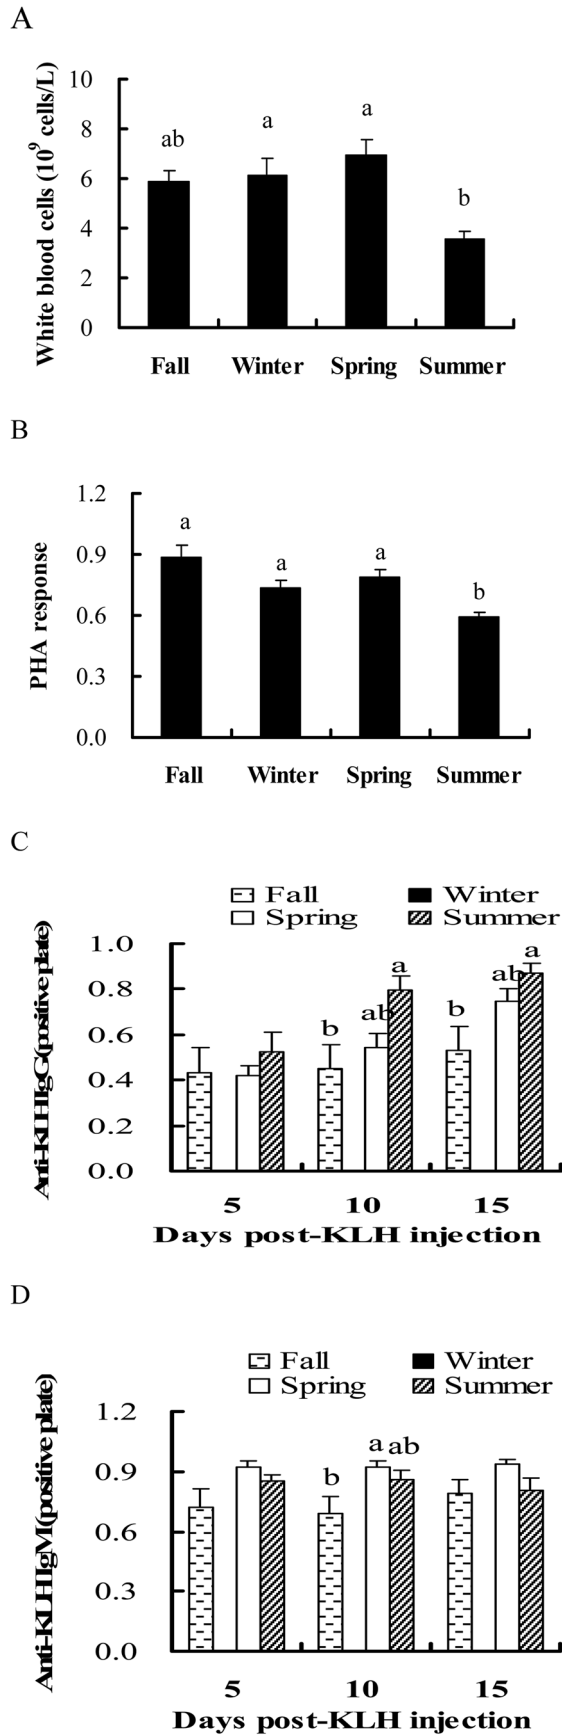 A
White blood cells (10⁹ cells/L)
10
8
6
4
2
0
ab
a
a
b
Fall Winter Spring Summer
B
PHA response
1.2
0.9
0.6
0.3
0.0
a
a
a
b
Fall Winter Spring Summer
C
Fall Winter
Spring Summer
Anti-KLH IgG (positive plate)
1.0
0.8
0.6
0.4
0.2
0.0
b ab a
b ab a
5 10 15
Days post-KLH injection
D
Fall Winter
Spring Summer
Anti-KLH IgM (positive plate)
1.2
0.9
0.6
0.3
0.0
b a ab
5 10 15
Days post-KLH injection